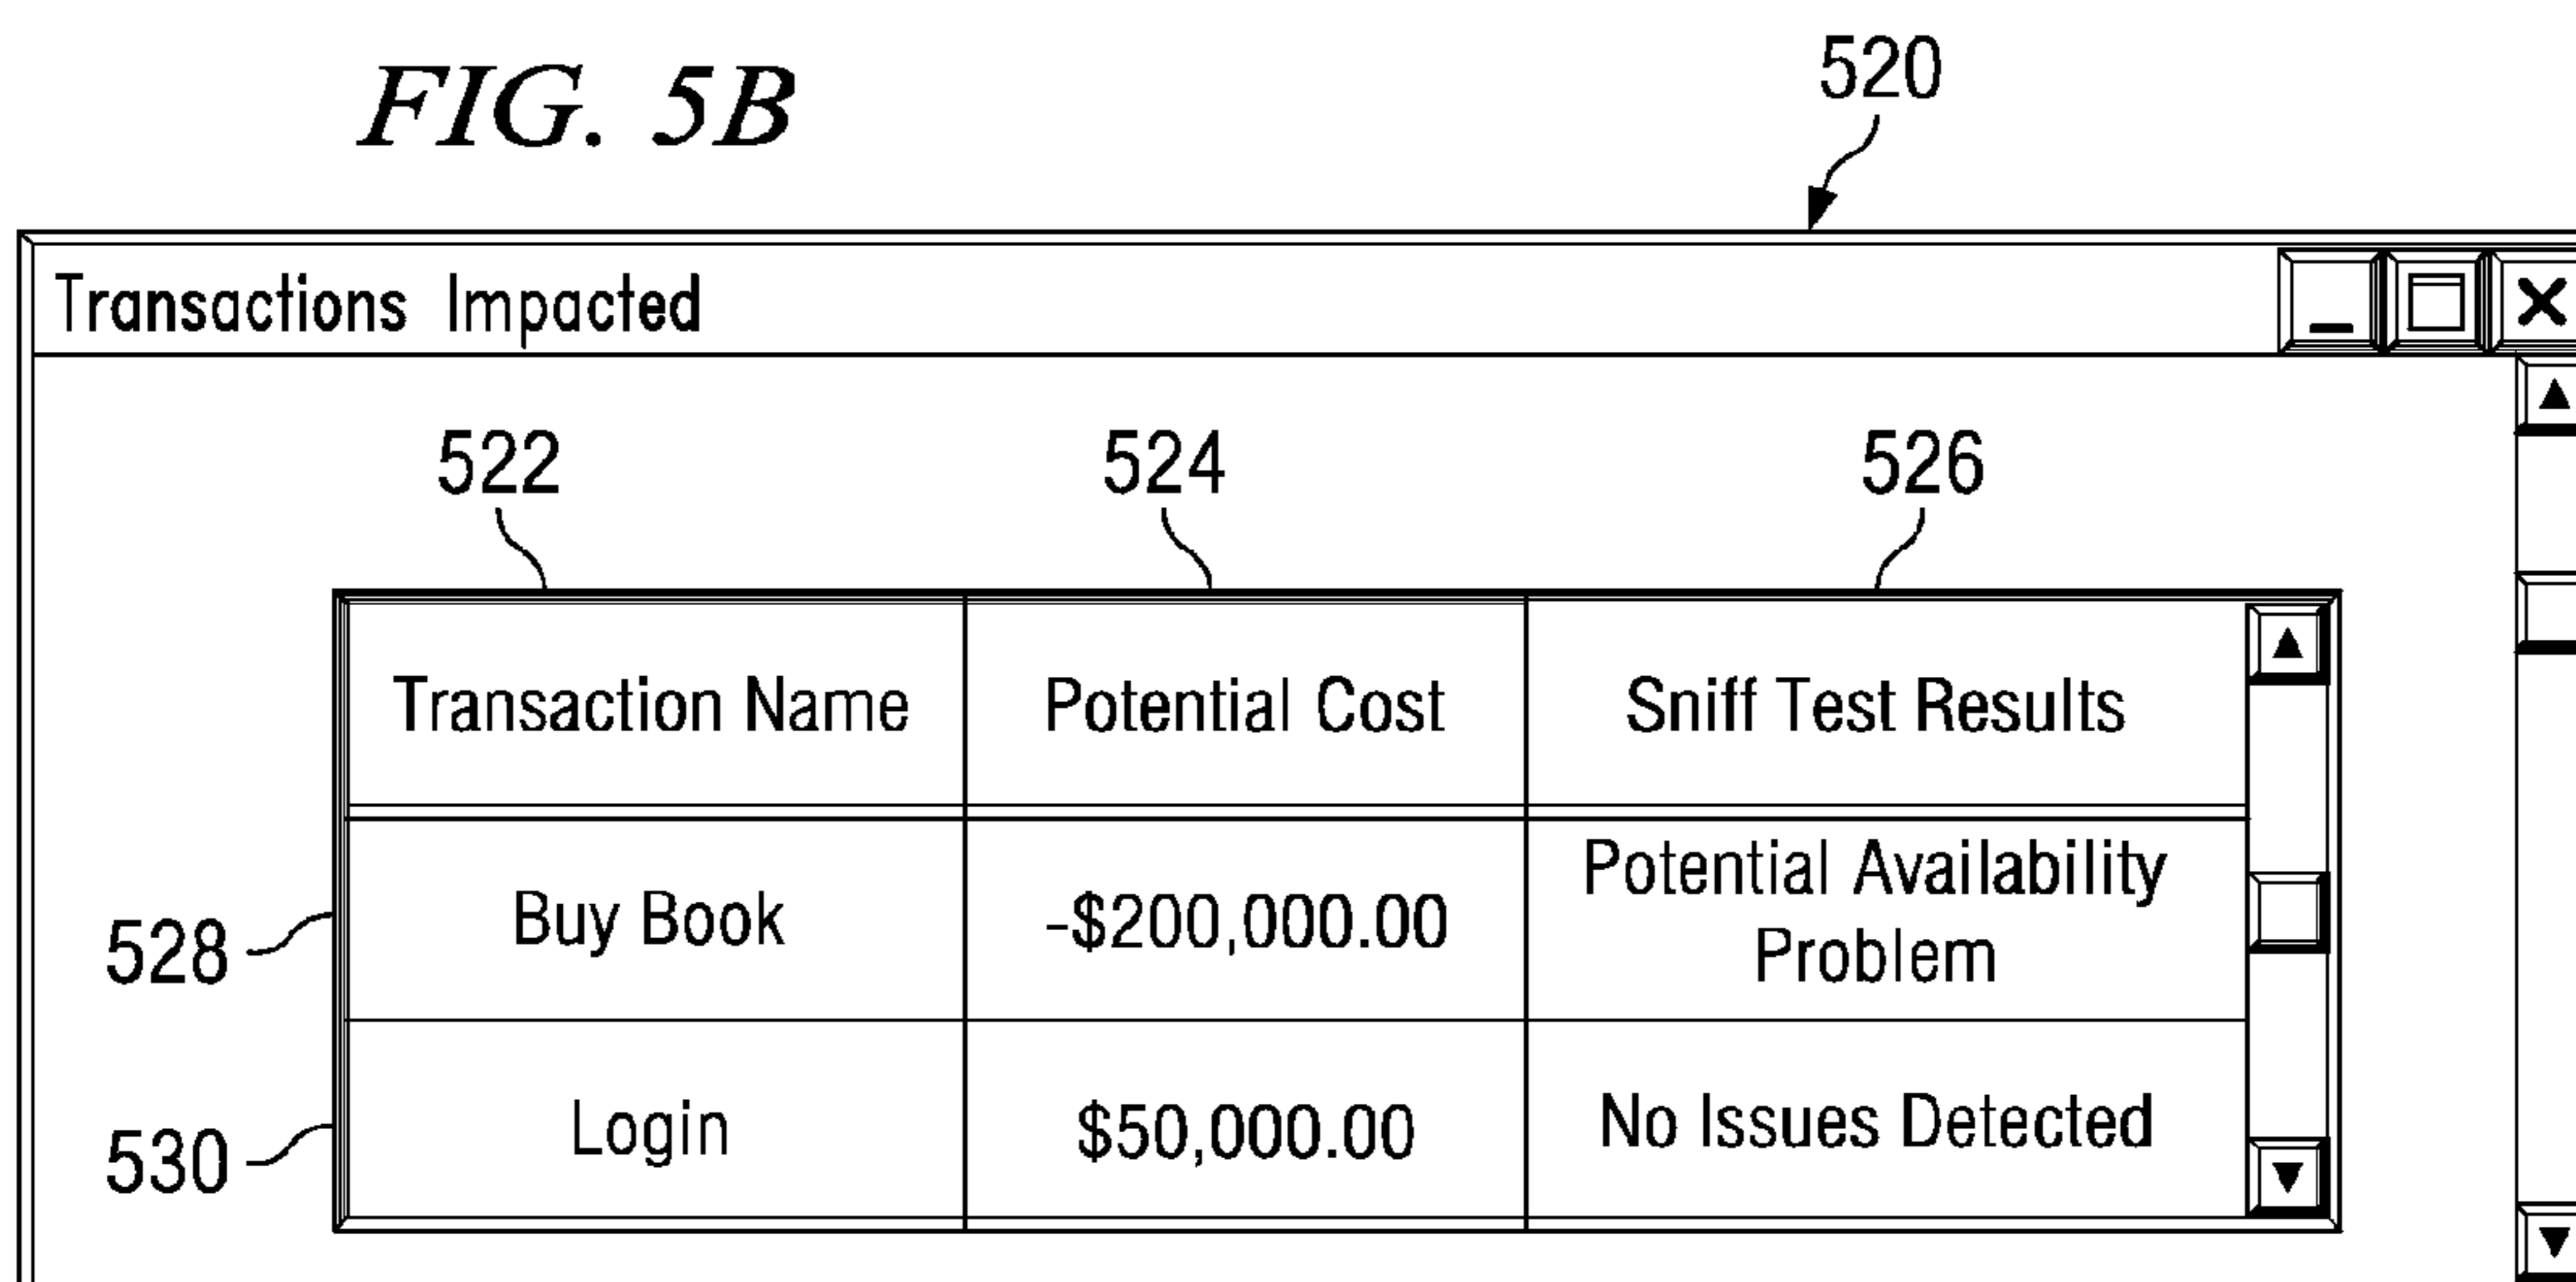 FIG. 5B
520
Transactions Impacted
522 524 526
Transaction Name Potential Cost Sniff Test Results
528 Buy Book -$200,000.00 Potential Availability
Problem
530 Login $50,000.00 No Issues Detected